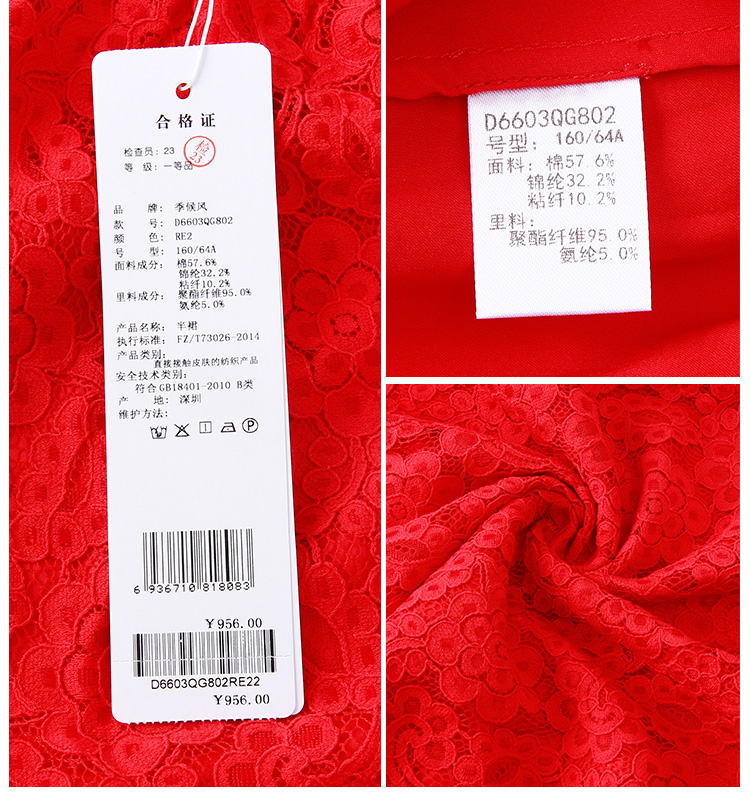 合格证
检查员：23
检
23
等 级：一等品
品 牌：季候风
款 号：D6603QG802
颜 色：RE2
号 型：160/64A
面料成分：棉57.6%
锦纶32.2%
粘纤10.2%
里料成分：聚酯纤维95.0%
氨纶5.0%
产品名称：半裙
执行标准：FZ/T73026-2014
产品类别：
直接接触皮肤的纺织产品
安全技术类别：
符合GB18401-2010 B类
产 地：深圳
维护方法：
6 936710 818083
￥956.00
D6603QG802RE22
￥956.00
D6603QG802
号型：160/64A
面料：棉57.6%
锦纶32.2%
粘纤10.2%
里料：
聚酯纤维95.0%
氨纶5.0%